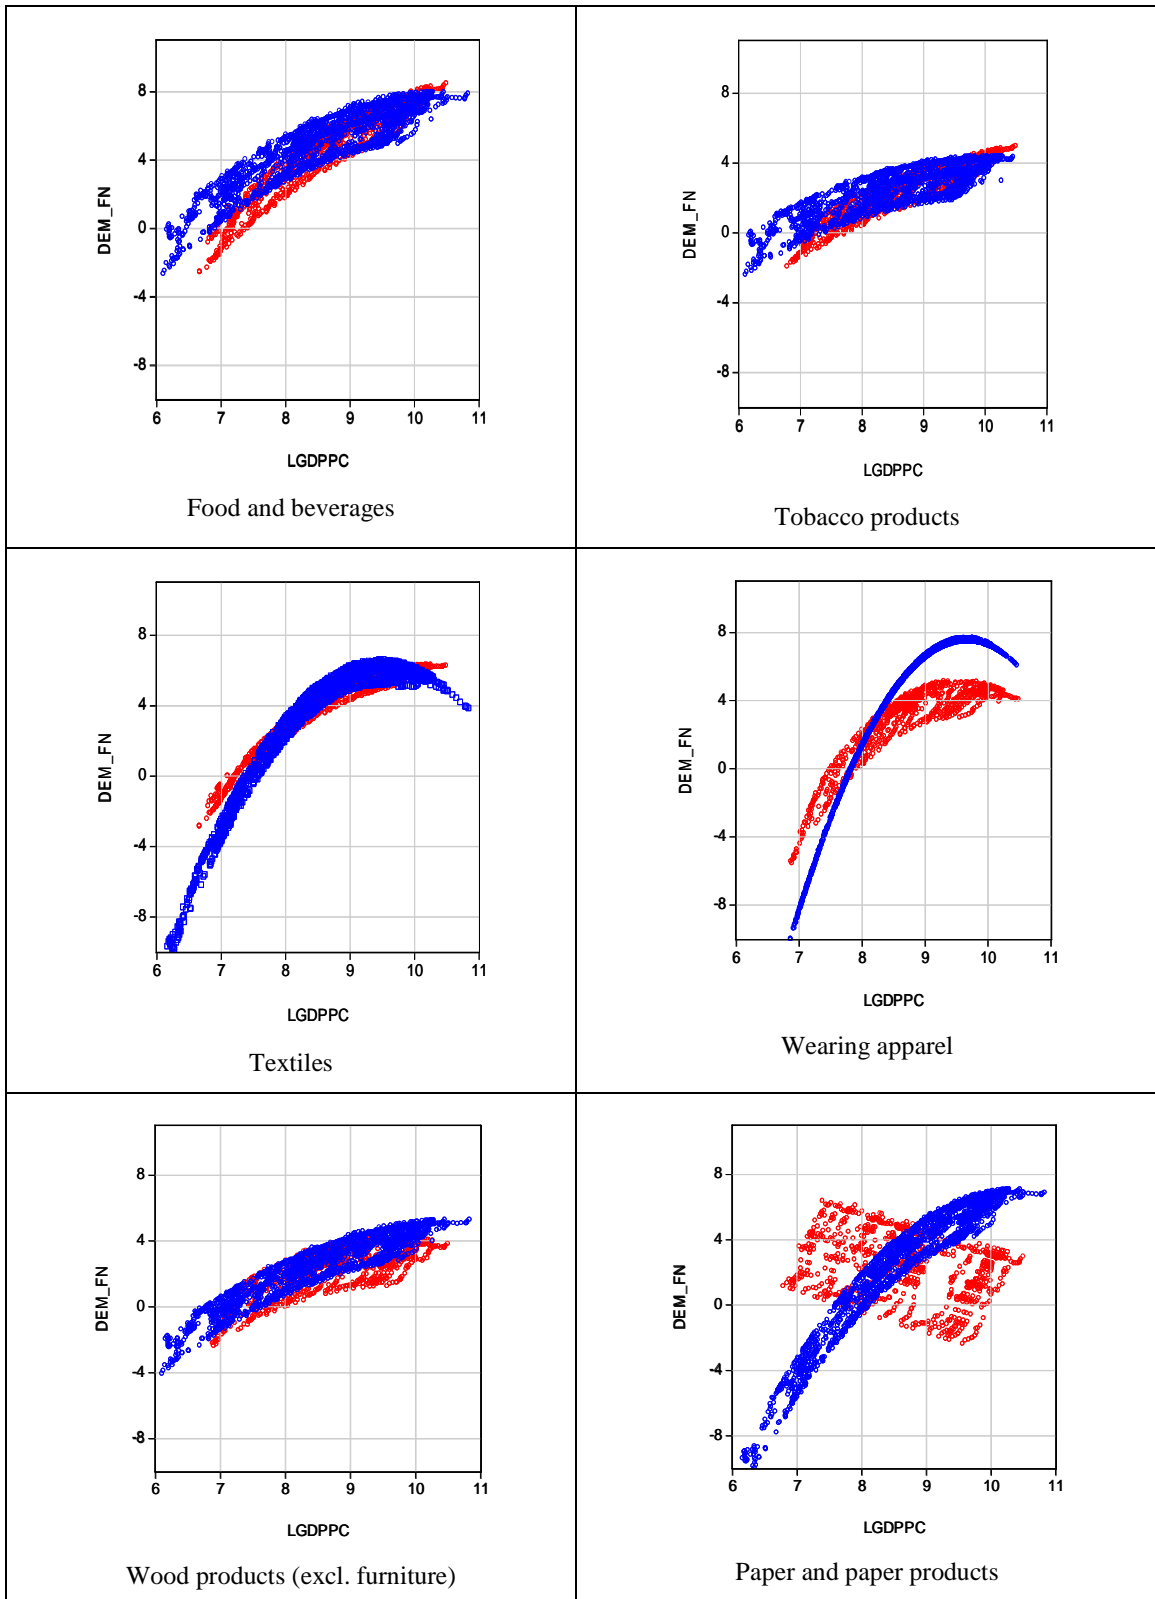 8
4
0
-4
-8
DEM_FN
6 7 8 9 10 11
LGDPPC
Food and beverages
8
4
0
-4
-8
DEM_FN
6 7 8 9 10 11
LGDPPC
Tobacco products
8
4
0
-4
-8
DEM_FN
6 7 8 9 10 11
LGDPPC
Textiles
8
4
0
-4
-8
DEM_FN
6 7 8 9 10 11
LGDPPC
Wearing apparel
8
4
0
-4
-8
DEM_FN
6 7 8 9 10 11
LGDPPC
Wood products (excl. furniture)
8
4
0
-4
-8
DEM_FN
6 7 8 9 10 11
LGDPPC
Paper and paper products